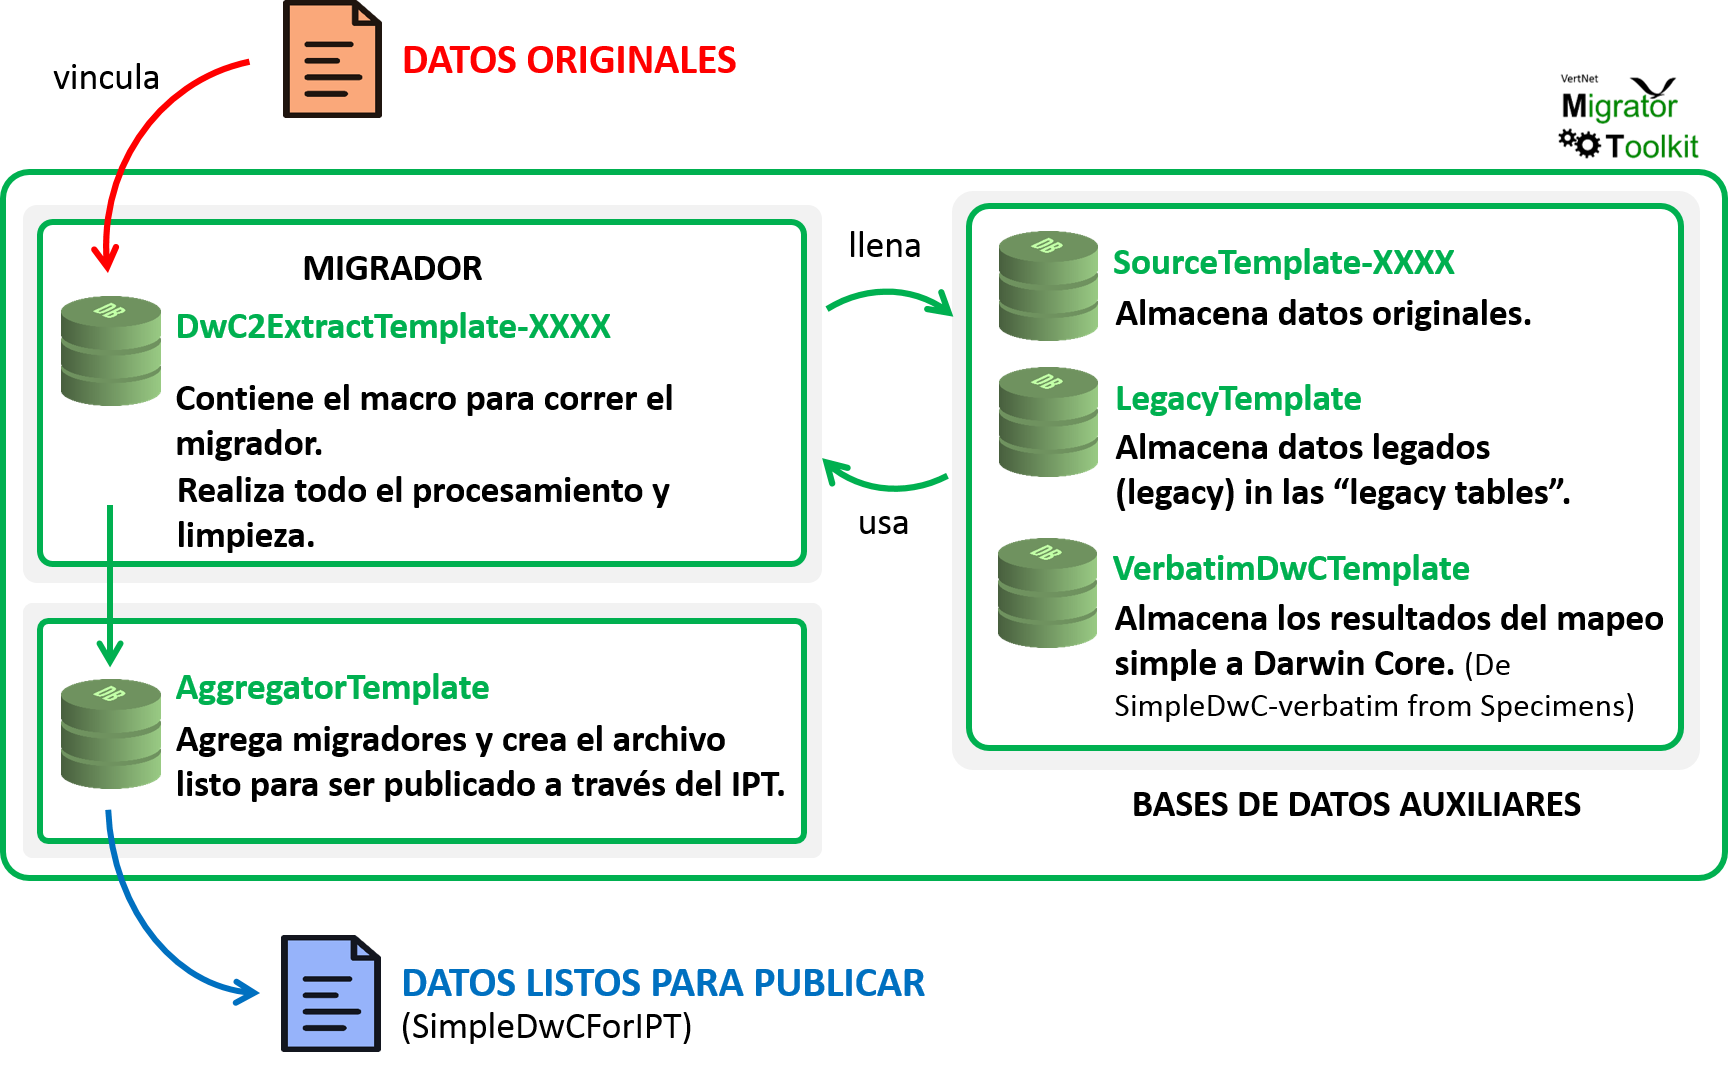 vincula
DATOS ORIGINALES
VertNet
Migrator
Toolkit
MIGRADOR
DB
DwC2ExtractTemplate-XXXX
Contiene el macro para correr el
migrador.
Realiza todo el procesamiento y
limpieza.
llena
usa
DB
SourceTemplate-XXXX
Almacena datos originales.
DB
LegacyTemplate
Almacena datos legados
(legacy) in las “legacy tables”.
DB
VerbatimDwCTemplate
Almacena los resultados del mapeo
simple a Darwin Core. (De
SimpleDwC-verbatim from Specimens)
BASES DE DATOS AUXILIARES
DB
AggregatorTemplate
Agrega migradores y crea el archivo
listo para ser publicado a través del IPT.
DATOS LISTOS PARA PUBLICAR
(SimpleDwCForIPT)